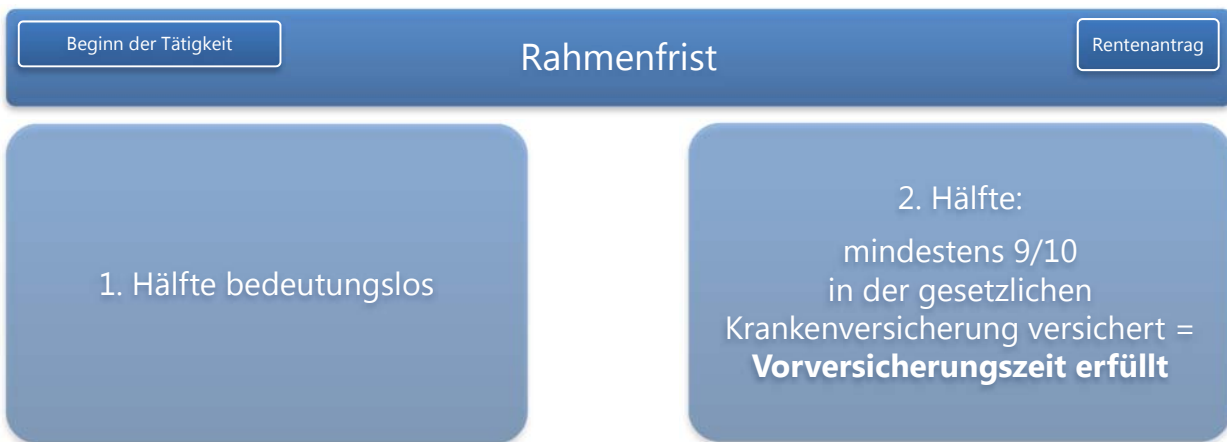 Beginn der Tätigkeit
Rahmenfrist
Rentenantrag
1. Hälfte bedeutungslos
2. Hälfte:
mindestens 9/10
in der gesetzlichen
Krankenversicherung versichert =
Vorversicherungszeit erfüllt